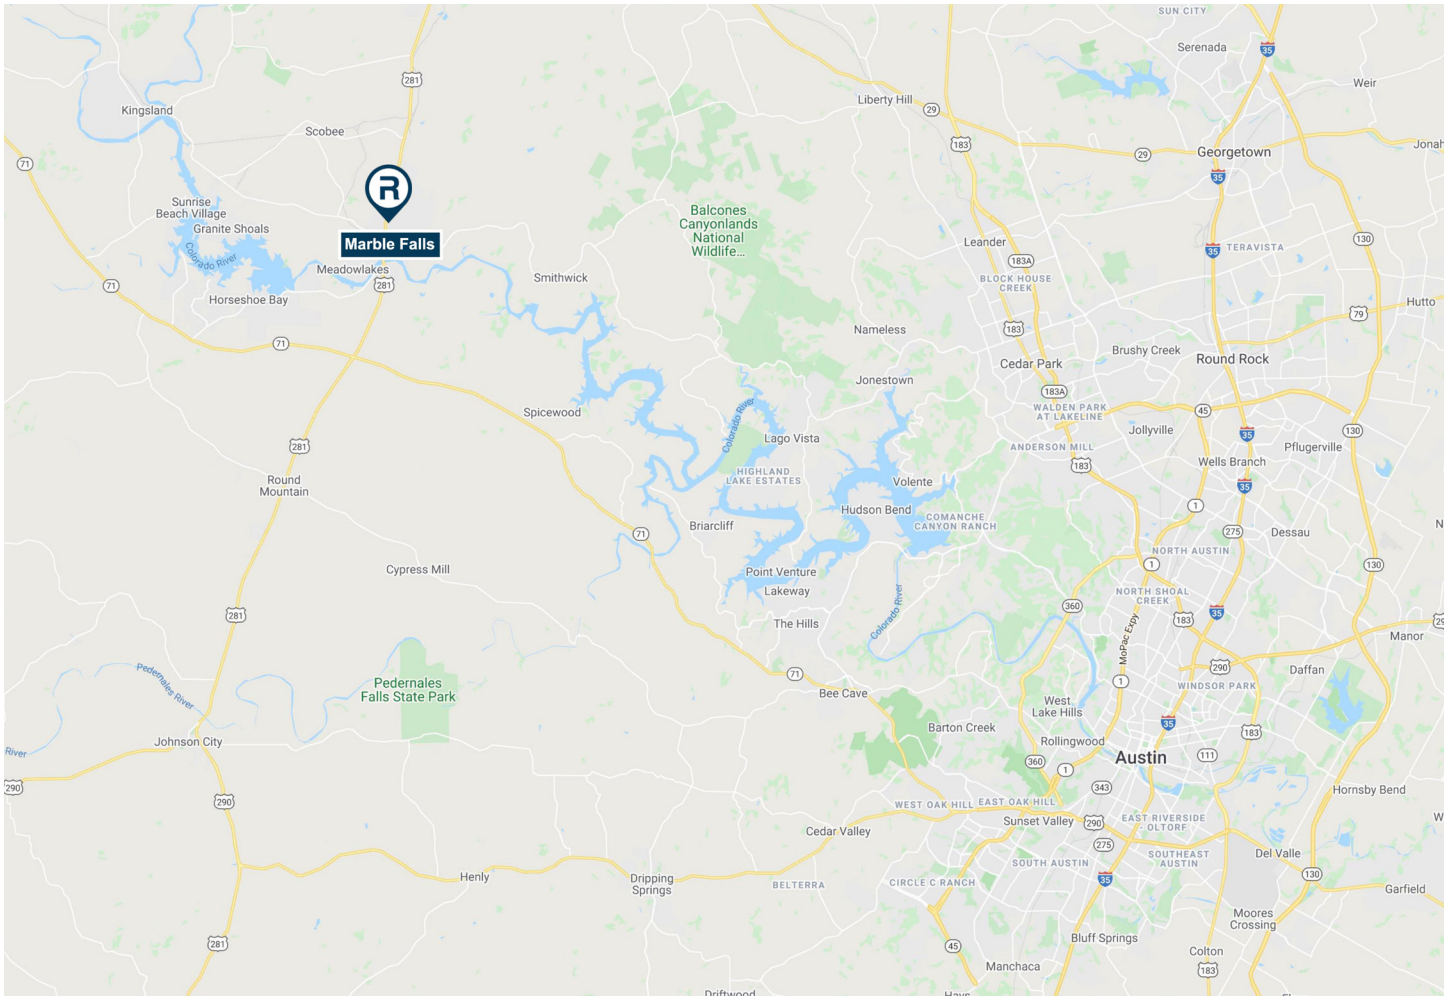 SUN CITY
Serenada
35
281
Weir
Liberty Hill
Kingsland
29
Scobee
183
29
Georgetown
Jonah
71
35
R
Sunrise
Beach Village
Granite Shoals
Balcones
Canyonlands
National
Wildlife...
Marble Falls
Leander
35
TERAVISTA
130
Colorado River
183A
Meadowlakes
Smithwick
BLOCK HOUSE
CREEK
71
281
Horseshoe Bay
Hutto
79
Nameless
183
71
Brushy Creek
Round Rock
Cedar Park
Jonestown
183A
Spicewood
Colorado River
WALDEN PARK
AT LAKELINE
45
Jollyville
130
Lago Vista
35
281
ANDERSON MILL
Pflugerville
183
Wells Branch
HIGHLAND
LAKE ESTATES
Round
Mountain
Volente
35
1
Hudson Bend
Briarcliff
COMANCHE
CANYON RANCH
N
71
275
Dessau
NORTH AUSTIN
Cypress Mill
Point Venture
1
130
Lakeway
Colorado River
NORTH SHOAL
CREEK
360
281
35
183
The Hills
MoPac Expy
Manor
290
Pedernales River
290
Daffan
71
Pedernales
Falls State Park
1
WINDSOR PARK
Bee Cave
West
Lake Hills
35
Barton Creek
183
Johnson City
Rollingwood
River
Austin
111
360
1
290
343
Hornsby Bend
290
WEST OAK HILL
EAST OAK HILL
W
Sunset Valley
290
EAST RIVERSIDE
- OLTORF
Cedar Valley
275
Del Valle
SOUTH AUSTIN
SOUTHEAST
AUSTIN
Henly
Dripping
Springs
BELTERRA
CIRCLE C RANCH
35
130
Garfield
Moores
Crossing
281
45
Bluff Springs
Colton
Manchaca
183
Driftwood
Hays